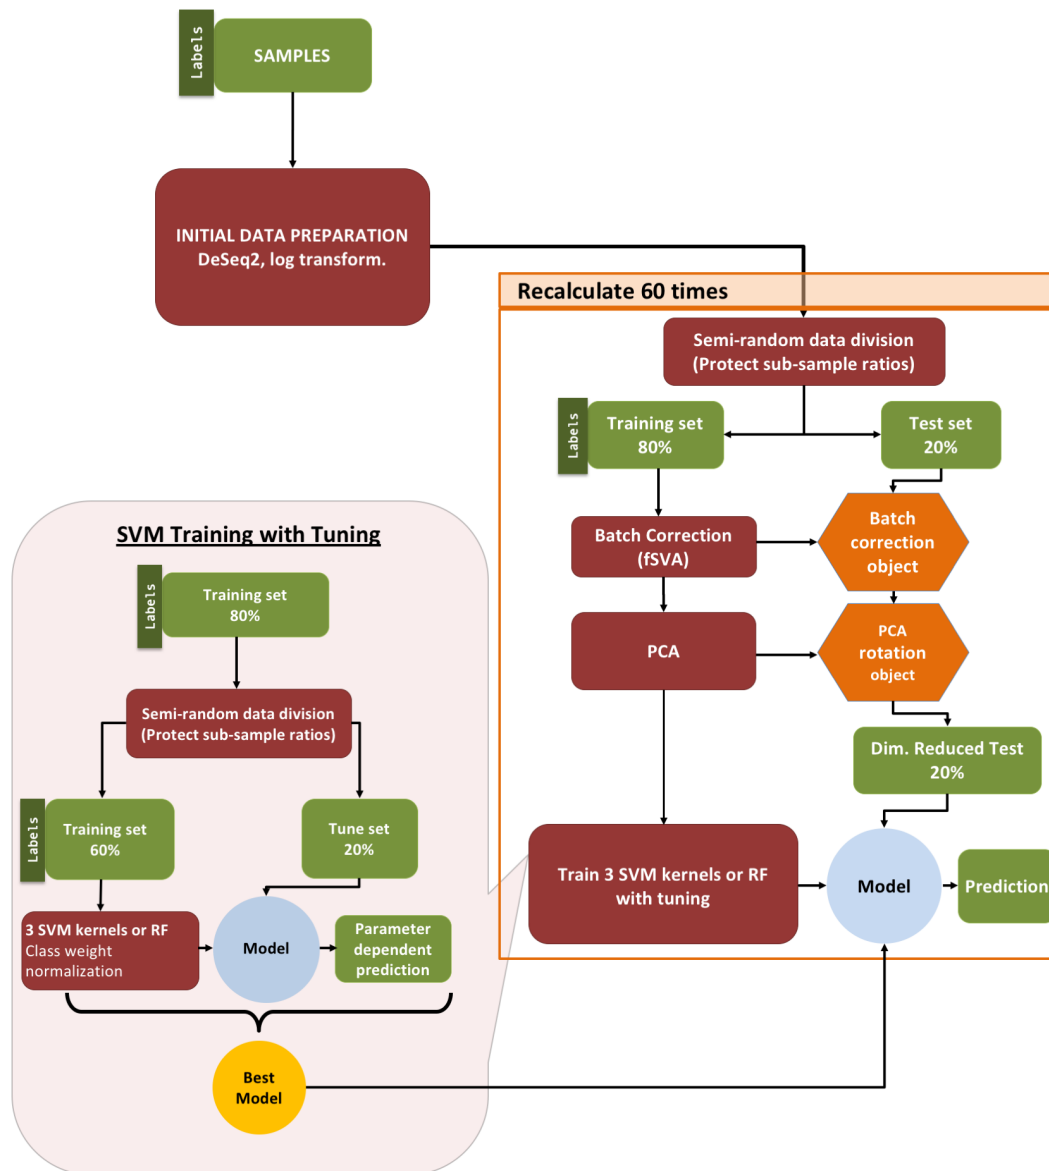 Labels
SAMPLES
INITIAL DATA PREPARATION
DeSeq2, log transform.
Recalculate 60 times
Semi-random data division
(Protect sub-sample ratios)
Labels
Training set
80%
Test set
20%
Batch Correction
(fSVA)
Batch
correction
object
PCA
PCA
rotation
object
Dim. Reduced Test
20%
Train 3 SVM kernels or RF
with tuning
Model
Prediction
SVM Training with Tuning
Labels
Training set
80%
Semi-random data division
(Protect sub-sample ratios)
Labels
Training set
60%
Tune set
20%
3 SVM kernels or RF
Class weight
normalization
Model
Parameter
dependent
prediction
Best
Model